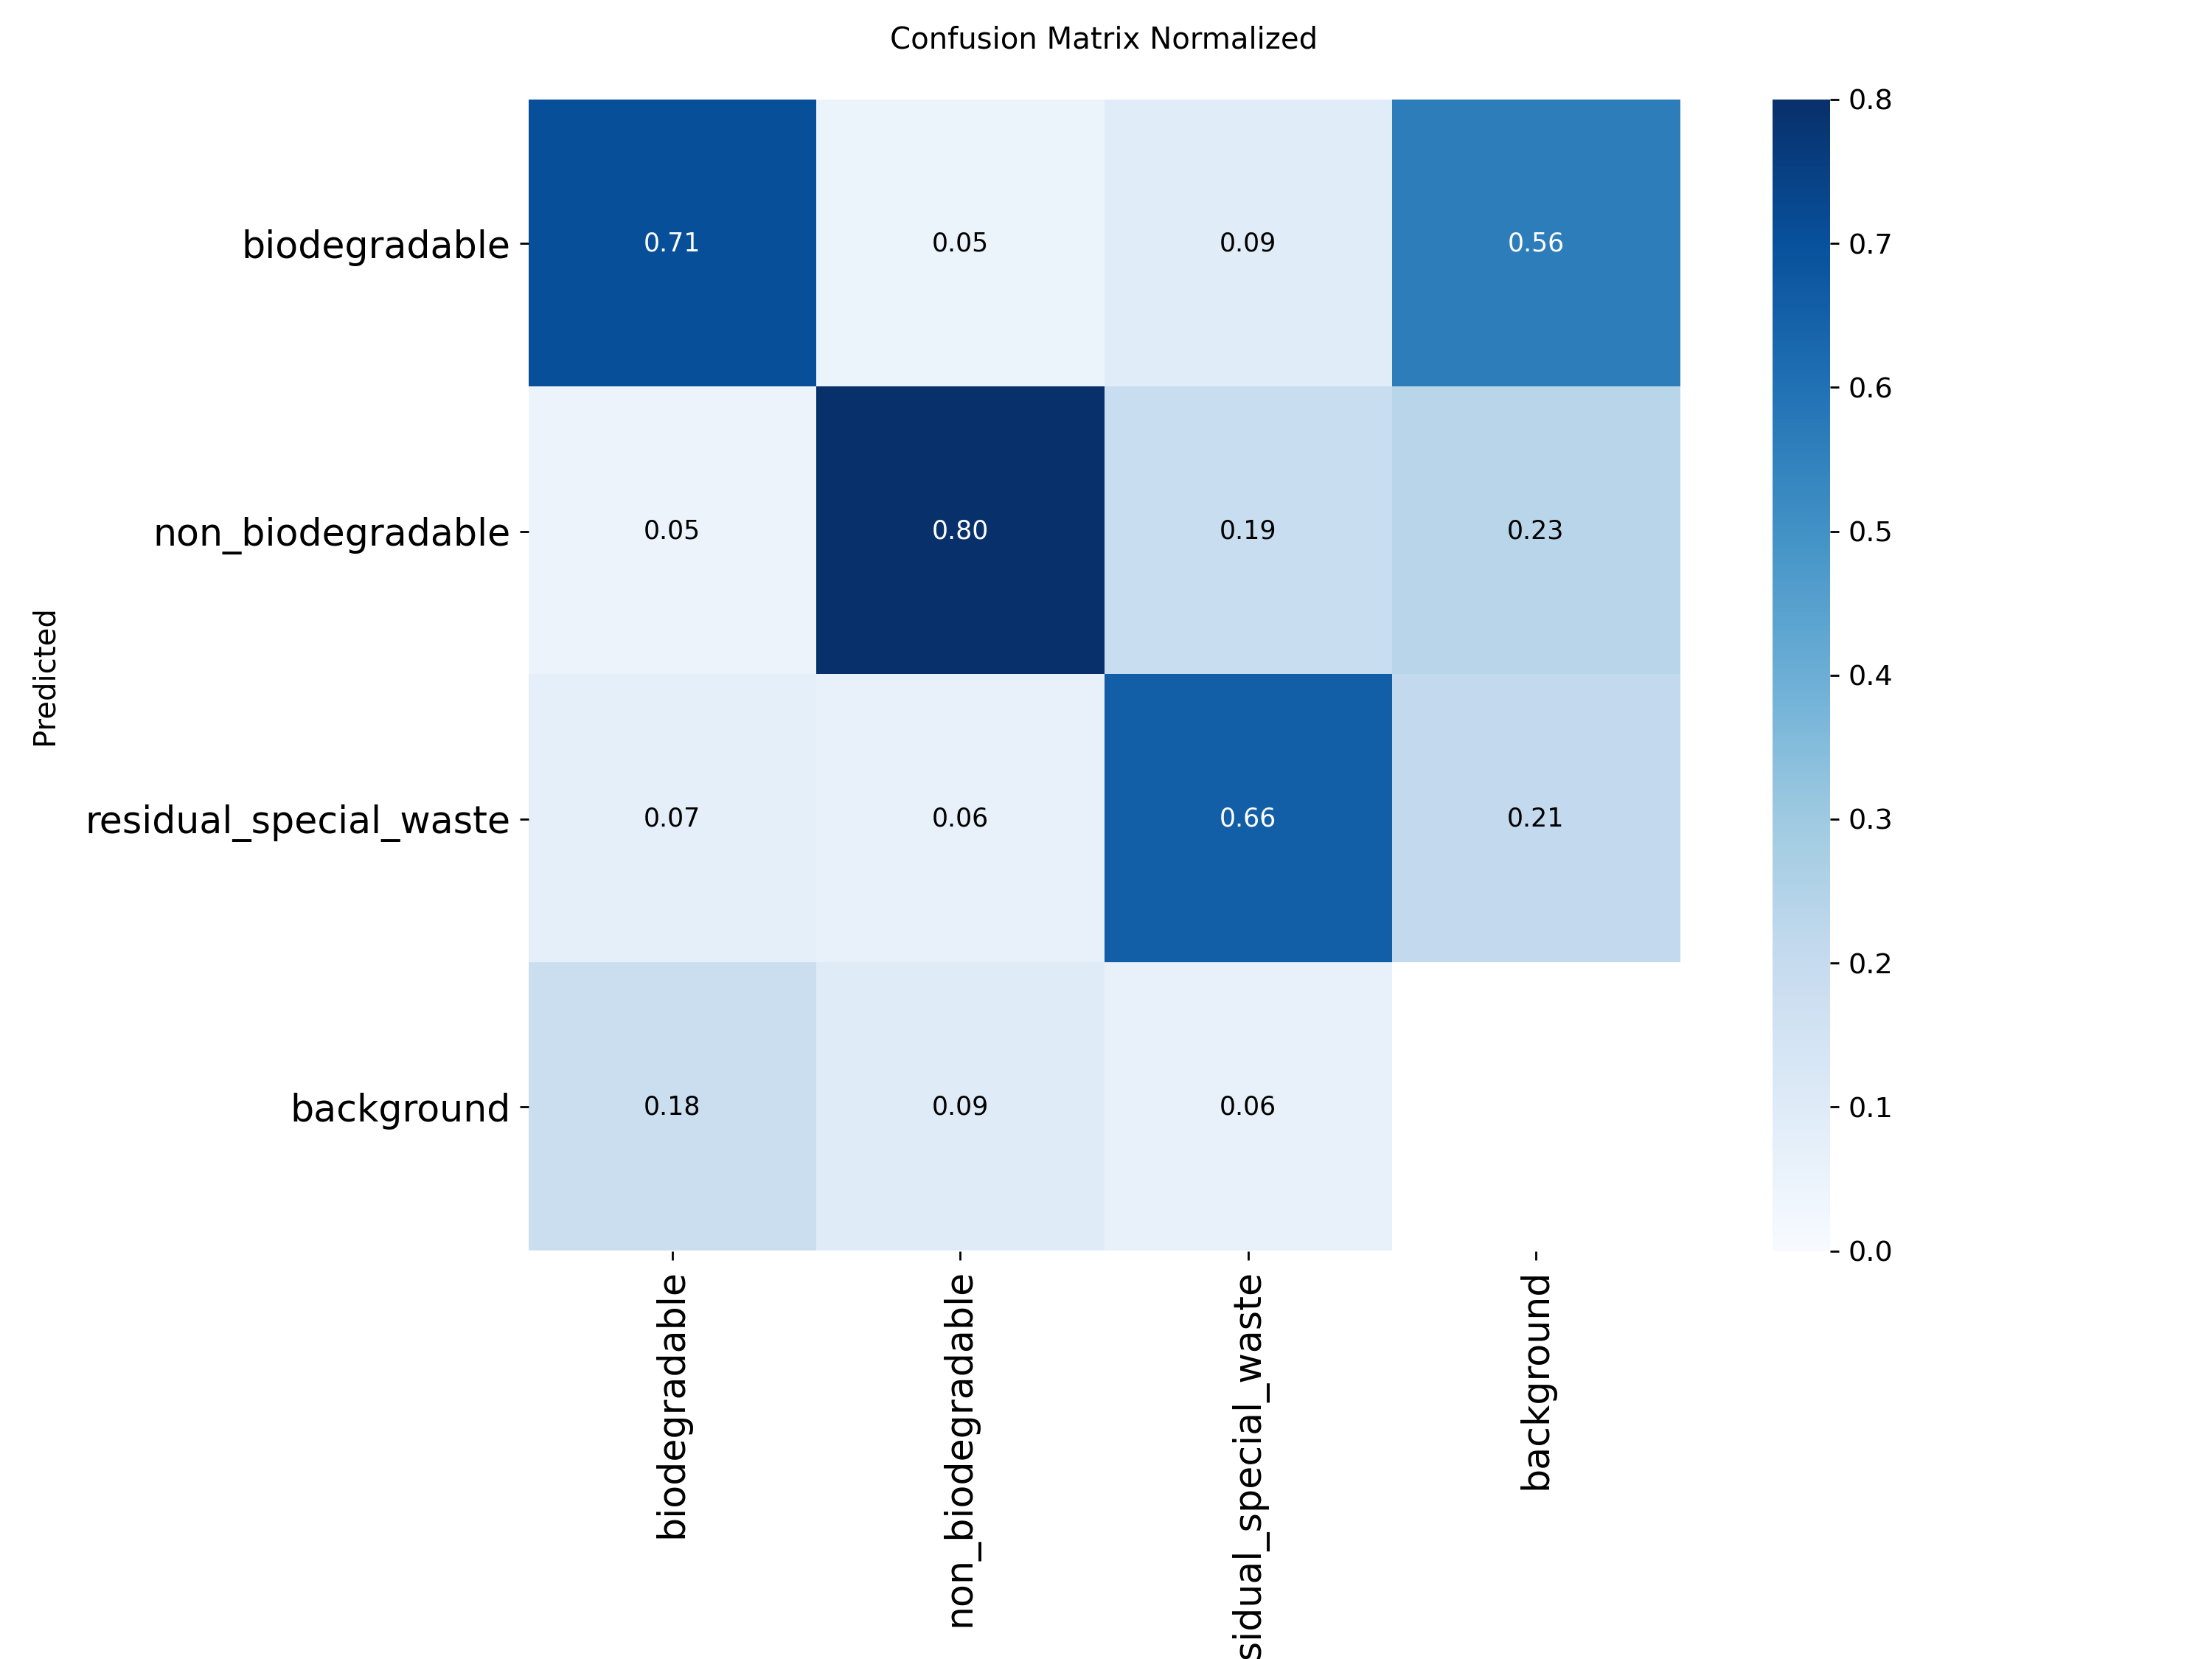 Confusion Matrix Normalized
Predicted
biodegradable 0.71 0.05 0.09 0.56
non_biodegradable 0.05 0.80 0.19 0.23
residual_special_waste 0.07 0.06 0.66 0.21
background 0.18 0.09 0.06
biodegradable
non_biodegradable
sidual_special_waste
background
0.8
0.7
0.6
0.5
0.4
0.3
0.2
0.1
0.0